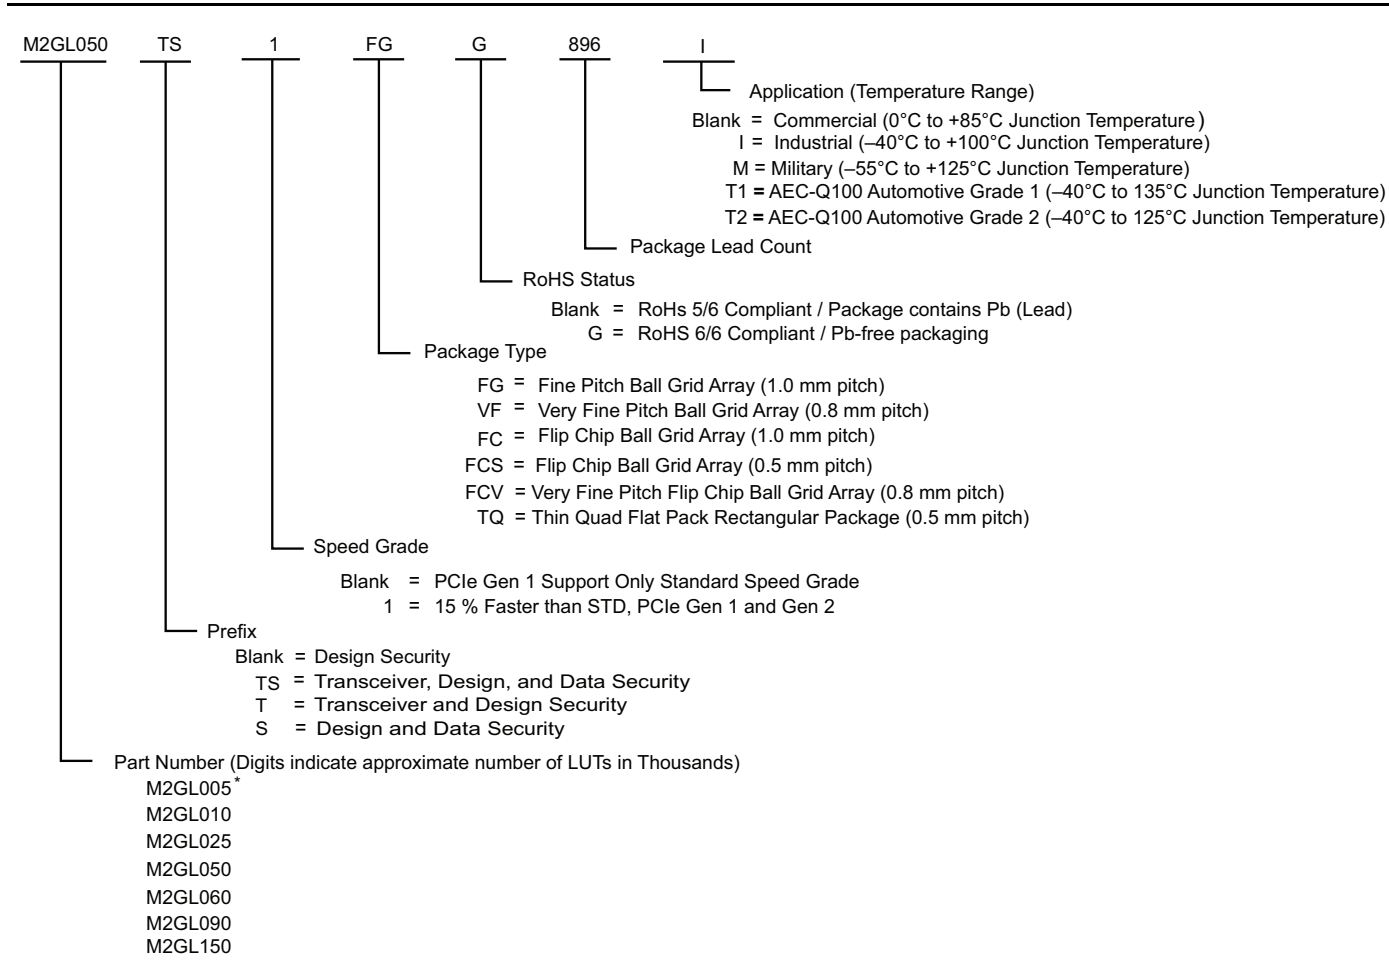 M2GL050 TS 1 FG G 896 I
Application (Temperature Range)
Blank = Commercial (0°C to +85°C Junction Temperature)
I = Industrial (–40°C to +100°C Junction Temperature)
M = Military (–55°C to +125°C Junction Temperature)
T1 = AEC-Q100 Automotive Grade 1 (–40°C to 135°C Junction Temperature)
T2 = AEC-Q100 Automotive Grade 2 (–40°C to 125°C Junction Temperature)
Package Lead Count
RoHS Status
Blank = RoHs 5/6 Compliant / Package contains Pb (Lead)
G = RoHS 6/6 Compliant / Pb-free packaging
Package Type
FG = Fine Pitch Ball Grid Array (1.0 mm pitch)
VF = Very Fine Pitch Ball Grid Array (0.8 mm pitch)
FC = Flip Chip Ball Grid Array (1.0 mm pitch)
FCS = Flip Chip Ball Grid Array (0.5 mm pitch)
FCV = Very Fine Pitch Flip Chip Ball Grid Array (0.8 mm pitch)
TQ = Thin Quad Flat Pack Rectangular Package (0.5 mm pitch)
Speed Grade
Blank = PCIe Gen 1 Support Only Standard Speed Grade
1 = 15 % Faster than STD, PCIe Gen 1 and Gen 2
Prefix
Blank = Design Security
TS = Transceiver, Design, and Data Security
T = Transceiver and Design Security
S = Design and Data Security
Part Number (Digits indicate approximate number of LUTs in Thousands)
M2GL005*
M2GL010
M2GL025
M2GL050
M2GL060
M2GL090
M2GL150